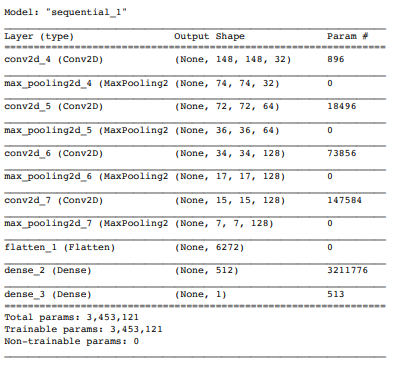 Model: "sequential_1"
Layer (type) Output Shape Param #
conv2d_4 (Conv2D) (None, 148, 148, 32) 896
max_pooling2d_4 (MaxPooling2 (None, 74, 74, 32) 0
conv2d_5 (Conv2D) (None, 72, 72, 64) 18496
max_pooling2d_5 (MaxPooling2 (None, 36, 36, 64) 0
conv2d_6 (Conv2D) (None, 34, 34, 128) 73856
max_pooling2d_6 (MaxPooling2 (None, 17, 17, 128) 0
conv2d_7 (Conv2D) (None, 15, 15, 128) 147584
max_pooling2d_7 (MaxPooling2 (None, 7, 7, 128) 0
flatten_1 (Flatten) (None, 6272) 0
dense_2 (Dense) (None, 512) 3211776
dense_3 (Dense) (None, 1) 513
Total params: 3,453,121
Trainable params: 3,453,121
Non-trainable params: 0